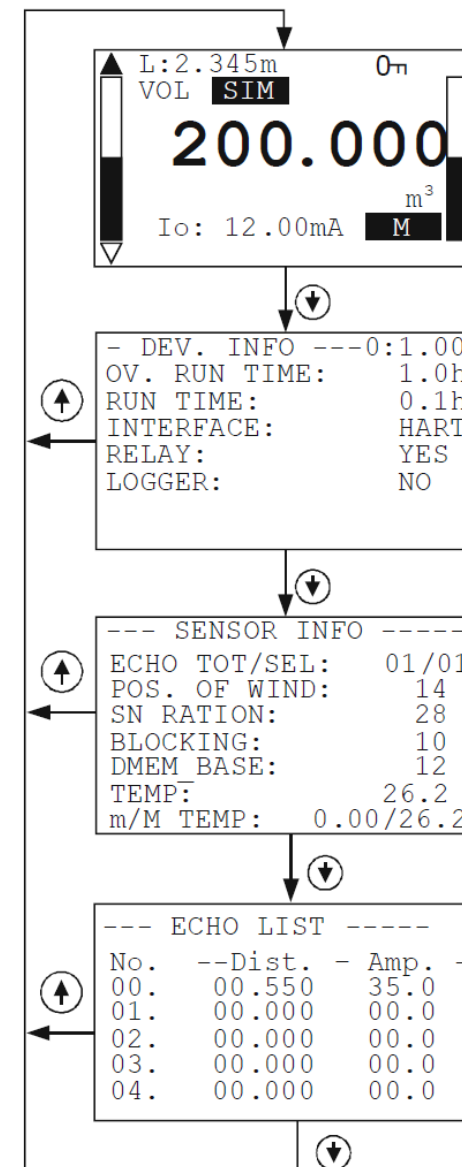 L:2.345m
VOL SIM
200.000
m³
Io: 12.00mA M
- DEV. INFO ---0:1.00
OV. RUN TIME: 1.0h
RUN TIME: 0.1h
INTERFACE: HART
RELAY: YES
LOGGER: NO
--- SENSOR INFO -----
ECHO TOT/SEL: 01/01
POS. OF WIND: 14
SN RATION: 28
BLOCKING: 10
DMEM_BASE: 12
TEMP: 26.2
m/M TEMP: 0.00/26.2
--- ECHO LIST -----
No. --Dist. - Amp. -
00. 00.550 35.0
01. 00.000 00.0
02. 00.000 00.0
03. 00.000 00.0
04. 00.000 00.0